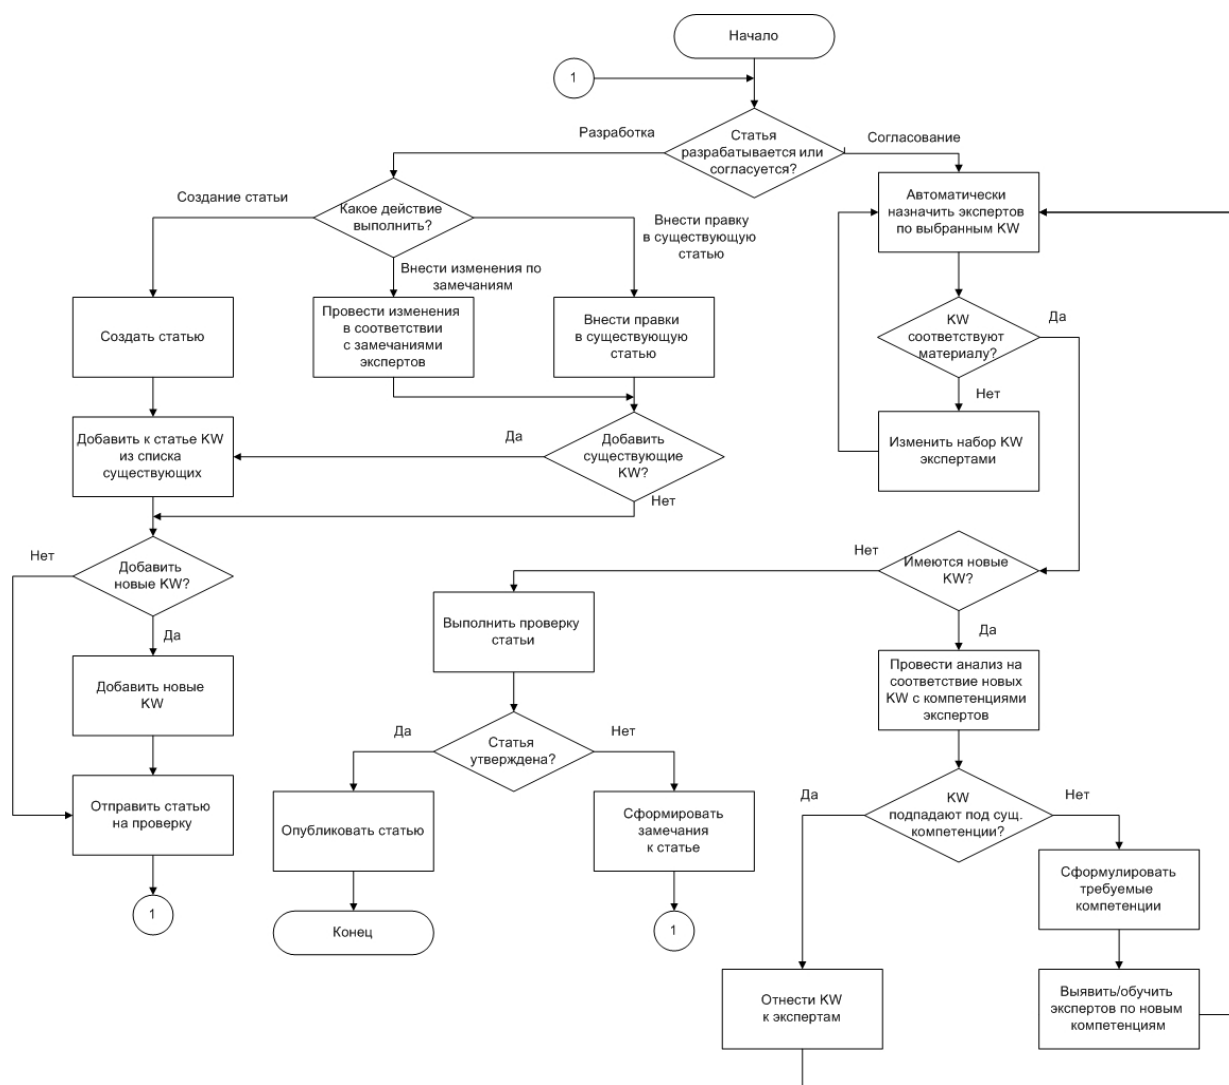 Начало
1
Разработка
Статья
разрабатывается или
согласуется?
Согласование
Создание статьи
Какое действие
выполнить?
Внести правку
в существующую
статью
Автоматически
назначить экспертов
по выбранным KW
Внести изменения по
замечаниям
Создать статью
Провести изменения
в соответствии
с замечаниями
экспертов
Внести правки
в существующую
статью
KW
соответствуют
материалу?
Да
Нет
Добавить к статье KW
из списка
существующих
Да
Добавить
существующие
KW?
Нет
Изменить набор KW
экспертами
Нет
Добавить
новые KW?
Да
Нет
Имеются новые
KW?
Да
Выполнить проверку
статьи
Добавить новые
KW
Провести анализ на
соответствие новых
KW с компетенциями
экспертов
Да
Статья
утверждена?
Нет
Отправить статью
на проверку
Опубликовать статью
Сформировать
замечания
к статье
Да
KW
подпадают под сущ.
компетенции?
Нет
Сформулировать
требуемые
компетенции
1
Конец
1
Отнести KW
к экспертам
Выявить/обучить
экспертов по новым
компетенциям